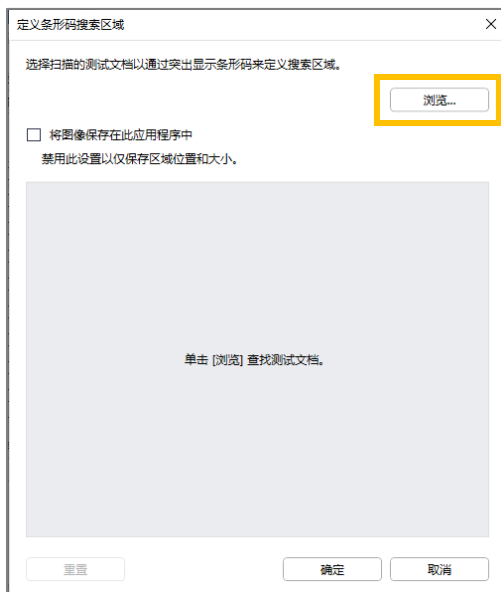 定义条形码搜索区域
选择扫描的测试文档以通过突出显示条形码来定义搜索区域。
浏览...
将图像保存在此应用程序中
禁用此设置以仅保存区域位置和大小。
单击 [浏览] 查找测试文档。
重置
确定
取消